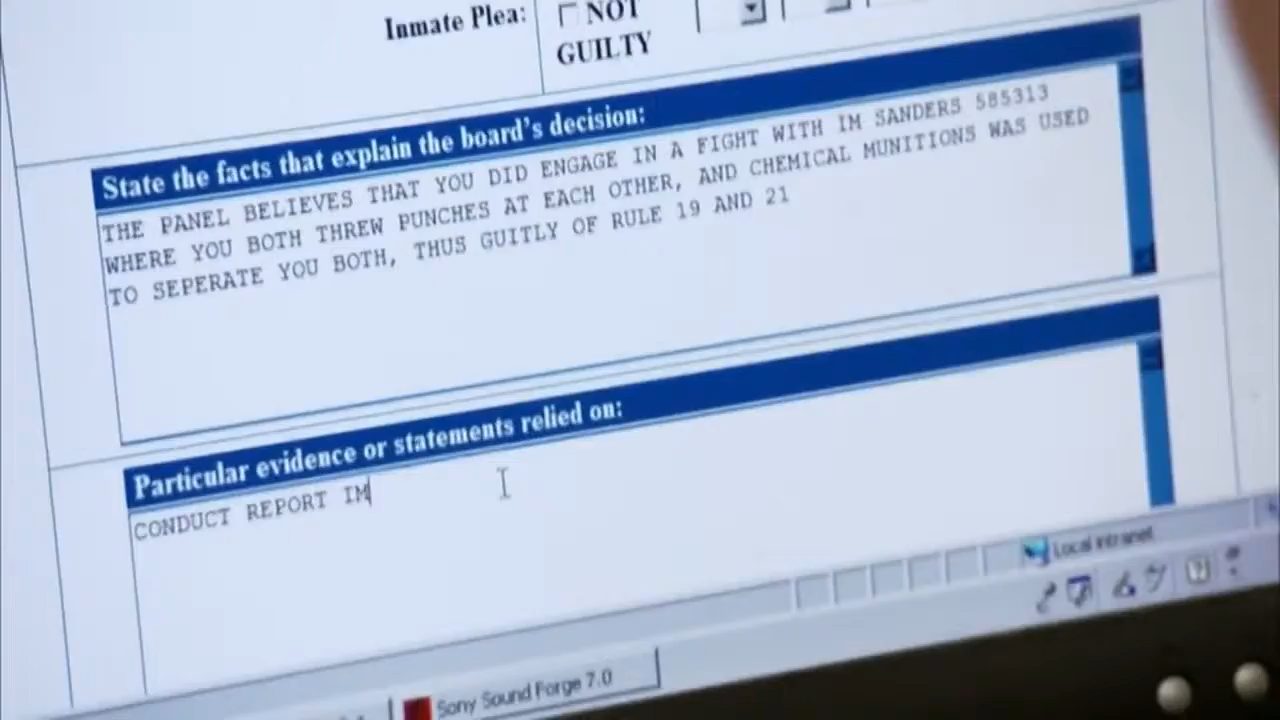 Inmate Plea:
NOT
GUILTY
State the facts that explain the board's decision:
THE PANEL BELIEVES THAT YOU DID ENGAGE IN A FIGHT WITH IM SANDERS 585313
WHERE YOU BOTH THREW PUNCHES AT EACH OTHER, AND CHEMICAL MUNITIONS WAS USED
TO SEPERATE YOU BOTH, THUS GUITLY OF RULE 19 AND 21
Particular evidence or statements relied on:
CONDUCT REPORT IM
Local intranet
Sony Sound Forge 7.0